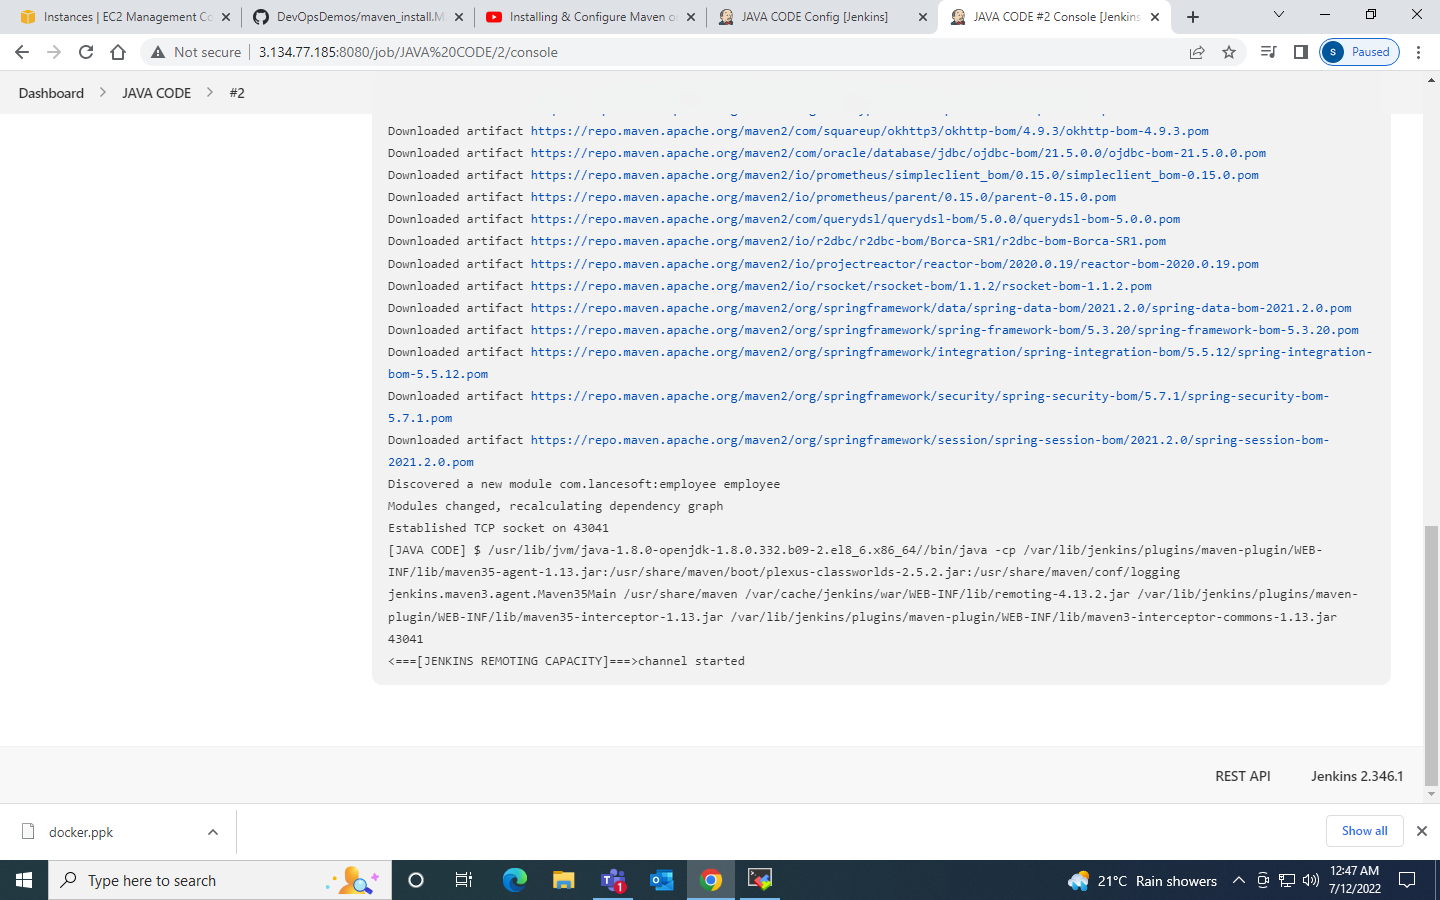 Instances | EC2 Management Co
DevOpsDemos/maven_install.M
Installing & Configure Maven o
JAVA CODE Config [Jenkins]
JAVA CODE #2 Console [Jenkins
Not secure
3.134.77.185:8080/job/JAVA%20CODE/2/console
S
Paused
Dashboard
JAVA CODE
#2
Downloaded artifact https://repo.maven.apache.org/maven2/com/squareup/okhttp3/okhttp-bom/4.9.3/okhttp-bom-4.9.3.pom
Downloaded artifact https://repo.maven.apache.org/maven2/com/oracle/database/jdbc/ojdbc-bom/21.5.0.0/ojdbc-bom-21.5.0.0.pom
Downloaded artifact https://repo.maven.apache.org/maven2/io/prometheus/simpleclient_bom/0.15.0/simpleclient_bom-0.15.0.pom
Downloaded artifact https://repo.maven.apache.org/maven2/io/prometheus/parent/0.15.0/parent-0.15.0.pom
Downloaded artifact https://repo.maven.apache.org/maven2/com/querydsl/querydsl-bom/5.0.0/querydsl-bom-5.0.0.pom
Downloaded artifact https://repo.maven.apache.org/maven2/io/r2dbc/r2dbc-bom/Borca-SR1/r2dbc-bom-Borca-SR1.pom
Downloaded artifact https://repo.maven.apache.org/maven2/io/projectreactor/reactor-bom/2020.0.19/reactor-bom-2020.0.19.pom
Downloaded artifact https://repo.maven.apache.org/maven2/io/rsocket/rsocket-bom/1.1.2/rsocket-bom-1.1.2.pom
Downloaded artifact https://repo.maven.apache.org/maven2/org/springframework/data/spring-data-bom/2021.2.0/spring-data-bom-2021.2.0.pom
Downloaded artifact https://repo.maven.apache.org/maven2/org/springframework/spring-framework-bom/5.3.20/spring-framework-bom-5.3.20.pom
Downloaded artifact https://repo.maven.apache.org/maven2/org/springframework/integration/spring-integration-bom/5.5.12/spring-integration-
bom-5.5.12.pom
Downloaded artifact https://repo.maven.apache.org/maven2/org/springframework/security/spring-security-bom/5.7.1/spring-security-bom-
5.7.1.pom
Downloaded artifact https://repo.maven.apache.org/maven2/org/springframework/session/spring-session-bom/2021.2.0/spring-session-bom-
2021.2.0.pom
Discovered a new module com.lancesoft:employee employee
Modules changed, recalculating dependency graph
Established TCP socket on 43041
[JAVA CODE] $ /usr/lib/jvm/java-1.8.0-openjdk-1.8.0.332.b09-2.el8_6.x86_64//bin/java -cp /var/lib/jenkins/plugins/maven-plugin/WEB-
INF/lib/maven35-agent-1.13.jar:/usr/share/maven/boot/plexus-classworlds-2.5.2.jar:/usr/share/maven/conf/logging
jenkins.maven3.agent.Maven35Main /usr/share/maven /var/cache/jenkins/war/WEB-INF/lib/remoting-4.13.2.jar /var/lib/jenkins/plugins/maven-
plugin/WEB-INF/lib/maven35-interceptor-1.13.jar /var/lib/jenkins/plugins/maven-plugin/WEB-INF/lib/maven3-interceptor-commons-1.13.jar
43041
<===[JENKINS REMOTING CAPACITY]===>channel started
REST API
Jenkins 2.346.1
docker.ppk
Show all
Type here to search
1
21°C Rain showers
12:47 AM
7/12/2022